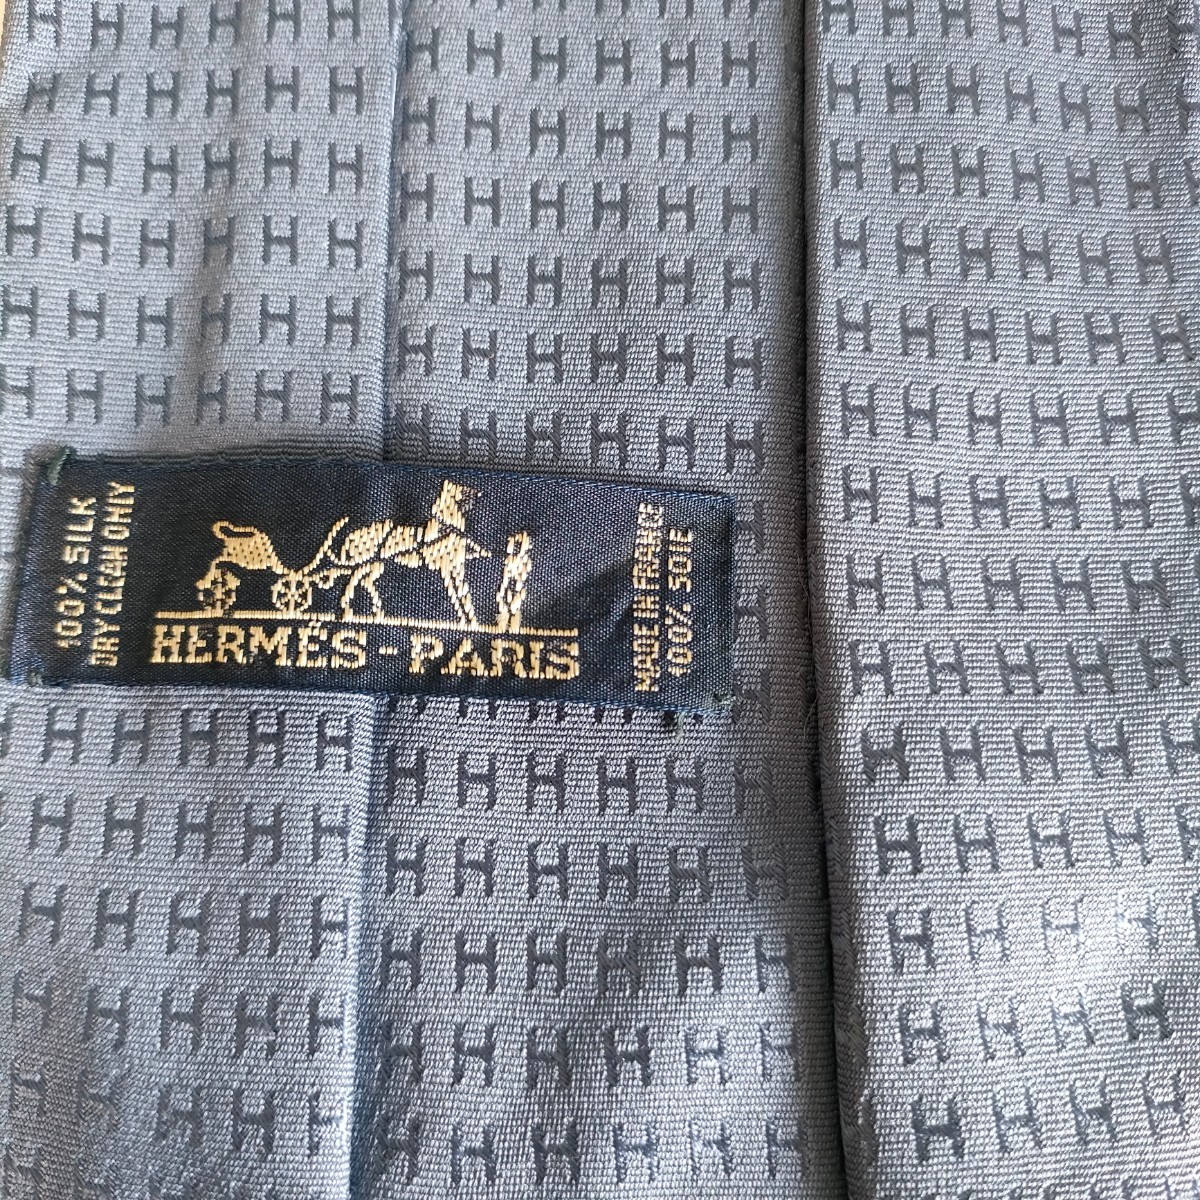 100% SILK
DRY CLEAN ONLY
HERMÈS-PARIS
MADE IN FRANCE
100% SOIE